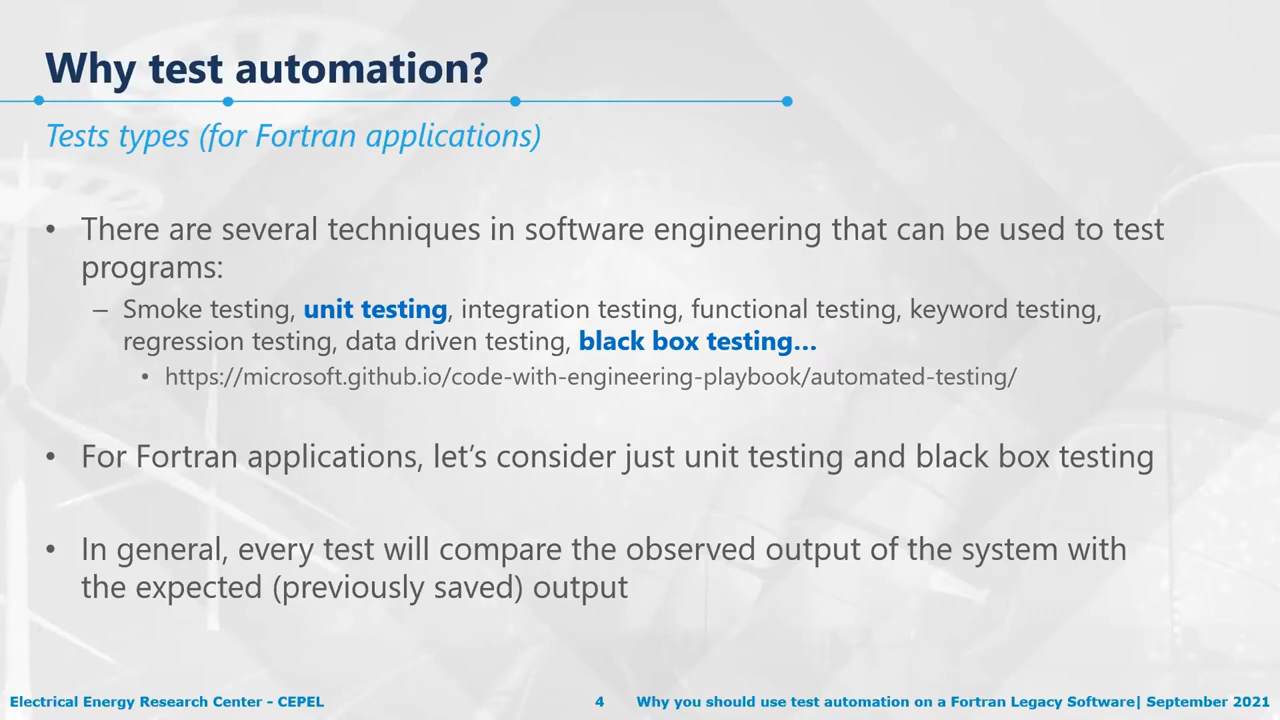 Why test automation?
Tests types (for Fortran applications)
• There are several techniques in software engineering that can be used to test
programs:
– Smoke testing, unit testing, integration testing, functional testing, keyword testing,
regression testing, data driven testing, black box testing...
• https://microsoft.github.io/code-with-engineering-playbook/automated-testing/
• For Fortran applications, let's consider just unit testing and black box testing
• In general, every test will compare the observed output of the system with
the expected (previously saved) output
Electrical Energy Research Center - CEPEL 4 Why you should use test automation on a Fortran Legacy Software| September 2021